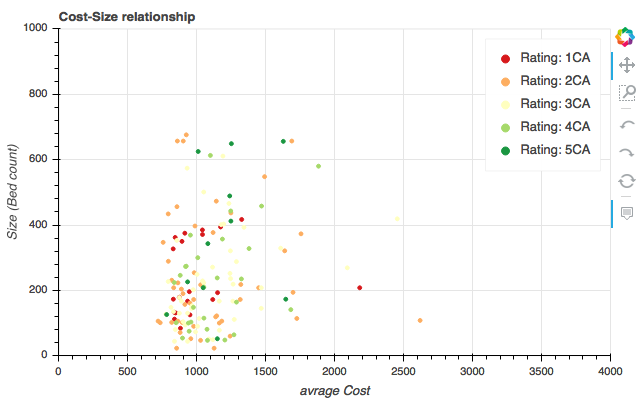 Cost-Size relationship
1000
800
600
400
200
0
Size (Bed count)
Rating: 1CA
Rating: 2CA
Rating: 3CA
Rating: 4CA
Rating: 5CA
0 500 1000 1500 2000 2500 3000 3500 4000
avrage Cost